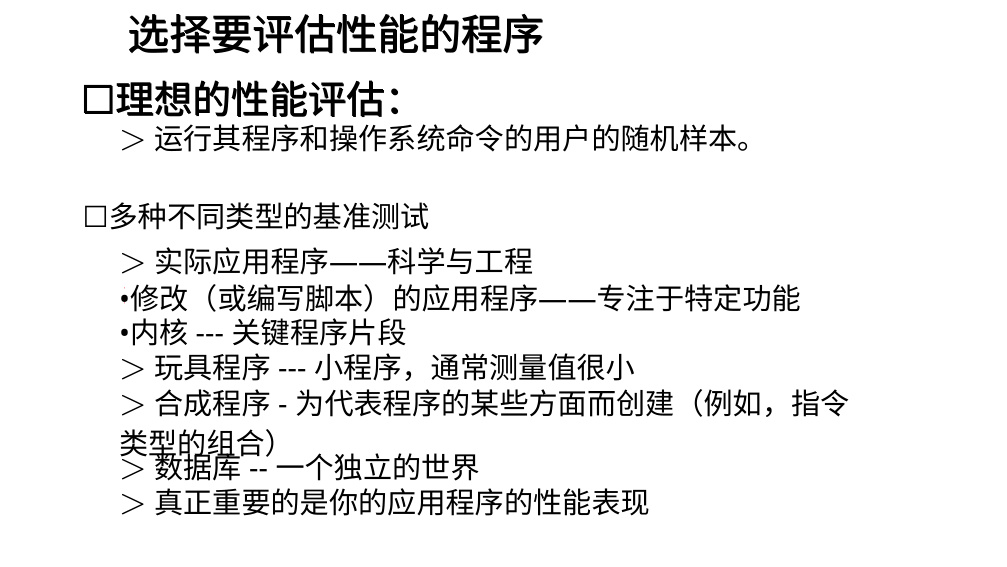 选择要评估性能的程序
□理想的性能评估：
＞ 运行其程序和操作系统命令的用户的随机样本。
□多种不同类型的基准测试
＞ 实际应用程序——科学与工程
•修改（或编写脚本）的应用程序——专注于特定功能
•内核 --- 关键程序片段
＞ 玩具程序 --- 小程序，通常测量值很小
＞ 合成程序 - 为代表程序的某些方面而创建（例如，指令
类型的组合）
＞ 数据库 -- 一个独立的世界
＞ 真正重要的是你的应用程序的性能表现